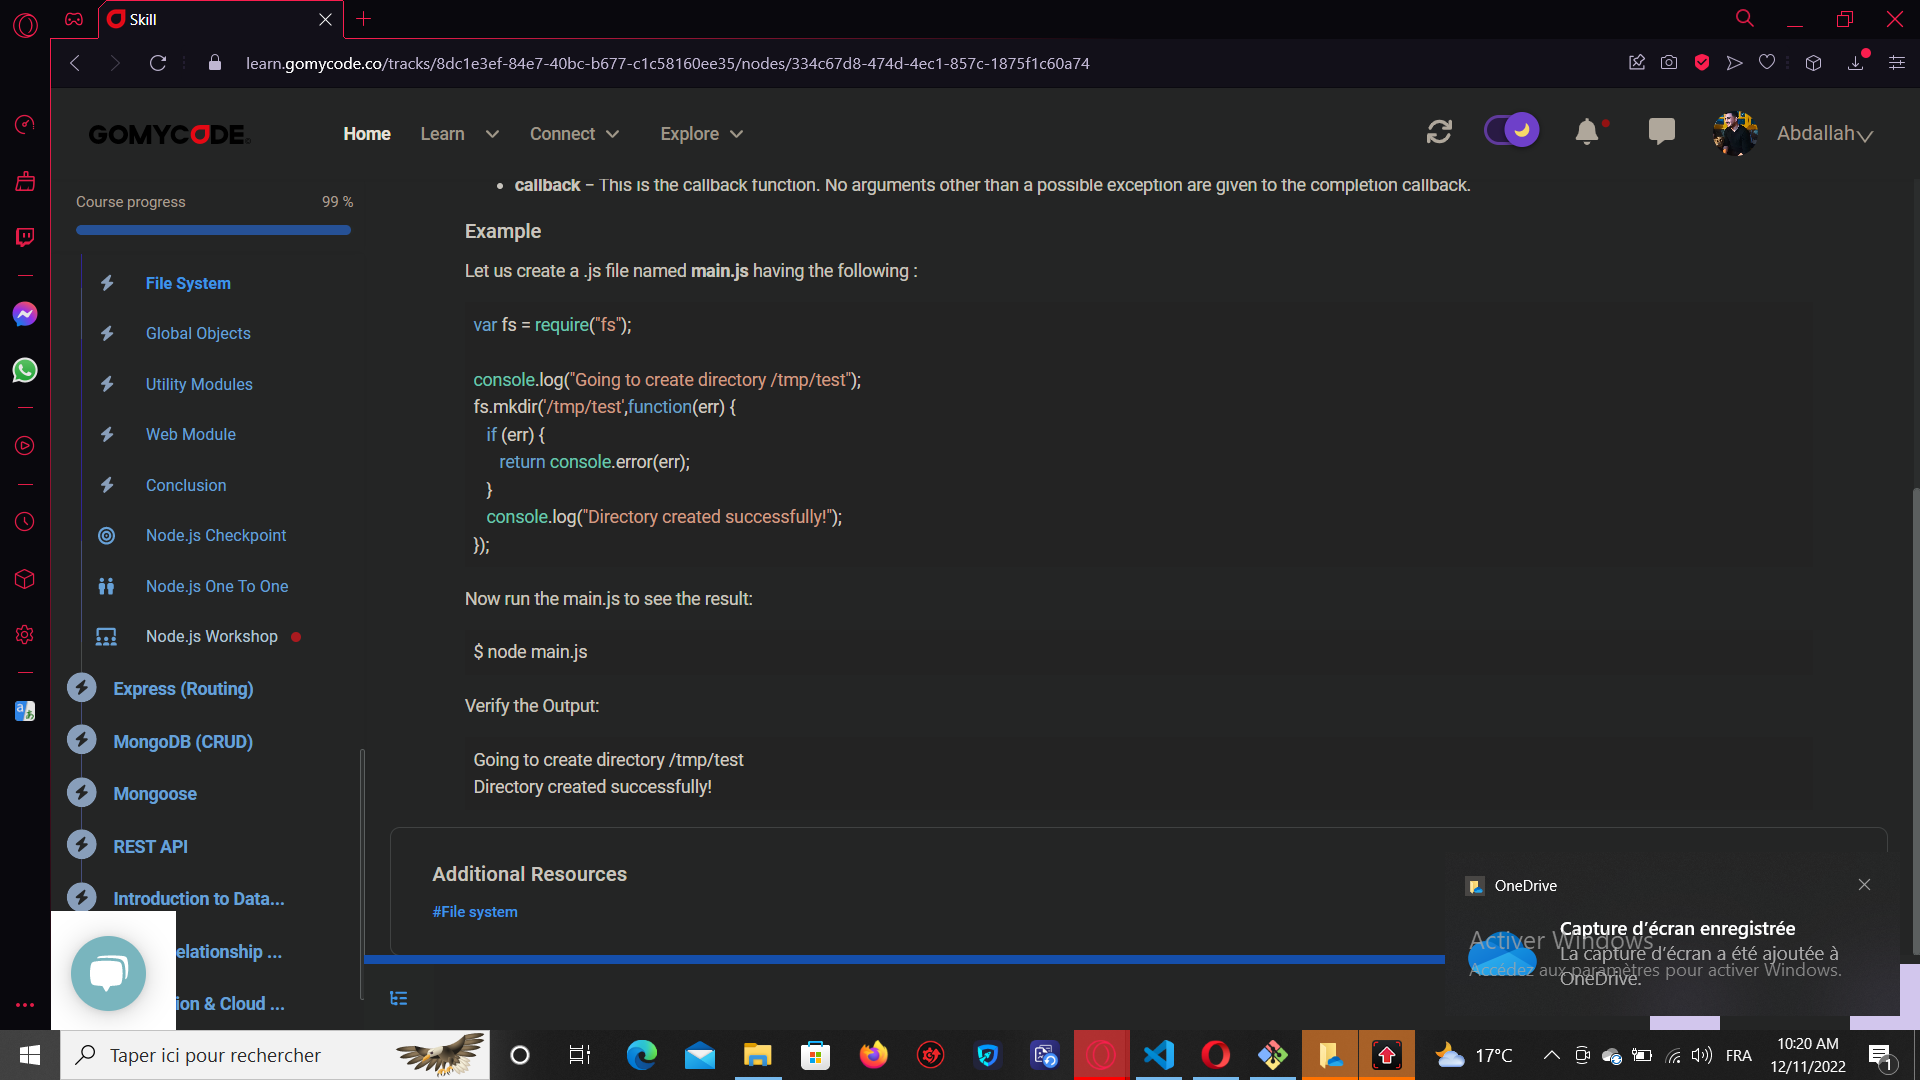 Skill
learn.gomycode.co/tracks/8dc1e3ef-84e7-40bc-b677-c1c58160ee35/nodes/334c67d8-474d-4ec1-857c-1875f1c60a74
GOMYCODE
Home
Learn
Connect
Explore
Abdallah
Course progress
99 %
File System
Global Objects
Utility Modules
Web Module
Conclusion
Node.js Checkpoint
Node.js One To One
Node.js Workshop
Express (Routing)
MongoDB (CRUD)
Mongoose
REST API
Introduction to Data...
elationship ...
ion & Cloud ...
• callback – This is the callback function. No arguments other than a possible exception are given to the completion callback.
Example
Let us create a .js file named main.js having the following :
var fs = require("fs");
console.log("Going to create directory /tmp/test");
fs.mkdir('/tmp/test',function(err) {
if (err) {
return console.error(err);
}
console.log("Directory created successfully!");
});
Now run the main.js to see the result:
$ node main.js
Verify the Output:
Going to create directory /tmp/test
Directory created successfully!
Additional Resources
#File system
OneDrive
Capture d'écran enregistrée
La capture d'écran a été ajoutée à
OneDrive.
Activer Windows
Accédez aux paramètres pour activer Windows.
Taper ici pour rechercher
17°C
FRA
10:20 AM
12/11/2022
1